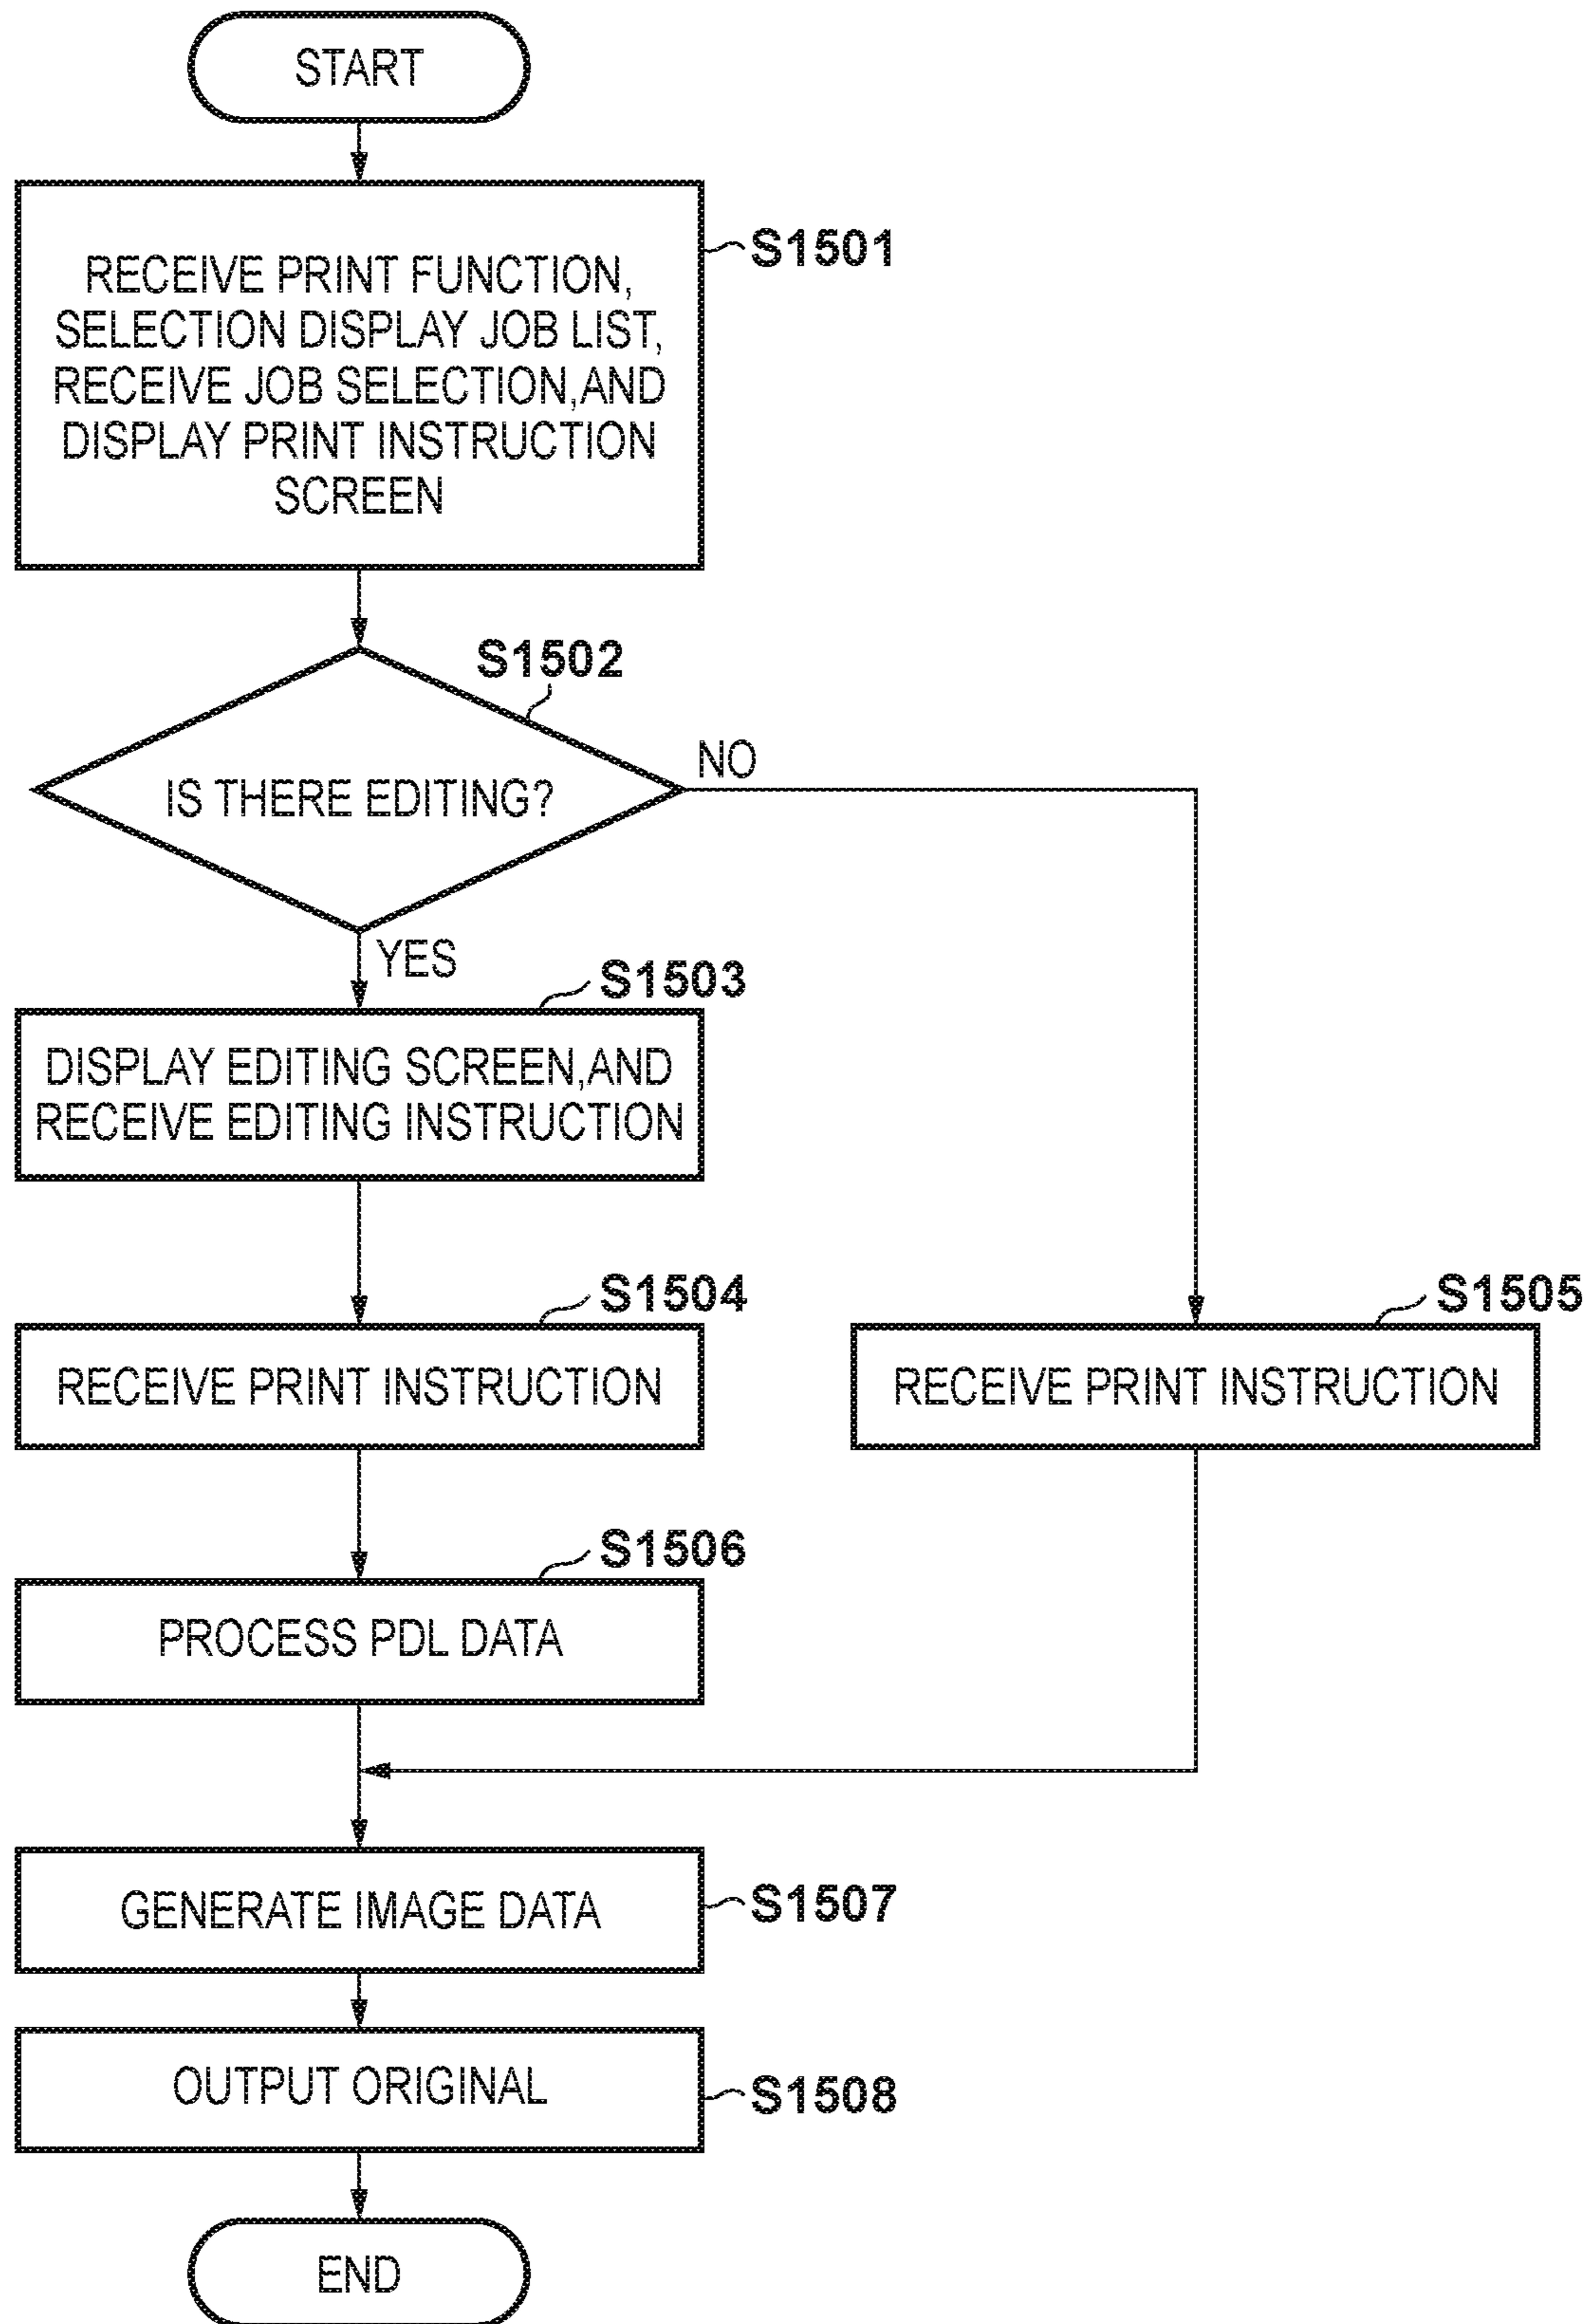 START
RECEIVE PRINT FUNCTION,
SELECTION DISPLAY JOB LIST,
RECEIVE JOB SELECTION,AND
DISPLAY PRINT INSTRUCTION
SCREEN
S1501
S1502
IS THERE EDITING?
NO
YES
S1503
DISPLAY EDITING SCREEN,AND
RECEIVE EDITING INSTRUCTION
S1504
RECEIVE PRINT INSTRUCTION
S1505
RECEIVE PRINT INSTRUCTION
S1506
PROCESS PDL DATA
GENERATE IMAGE DATA
S1507
OUTPUT ORIGINAL
S1508
END